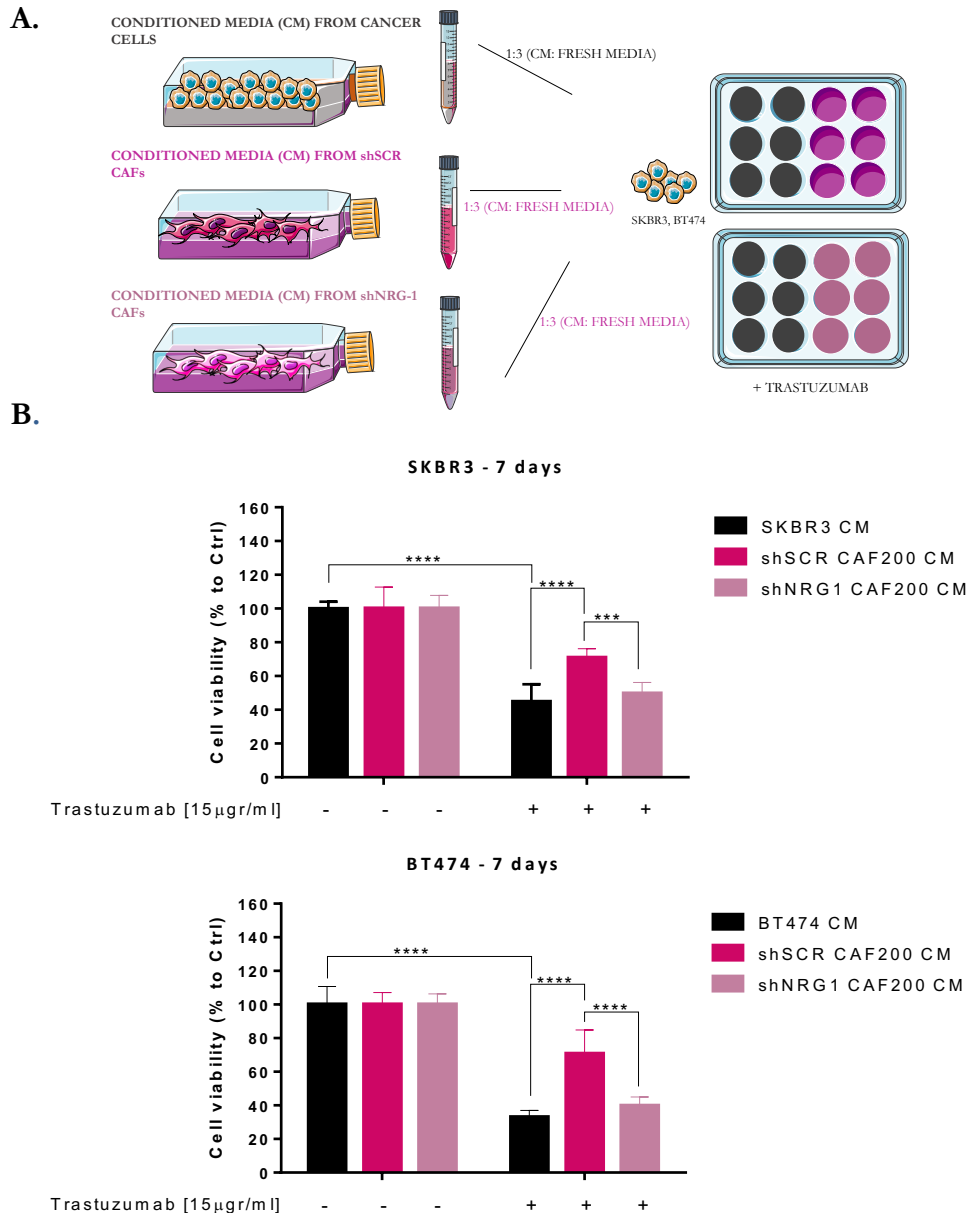 A.
CONDITIONED MEDIA (CM) FROM CANCER
CELLS
1:3 (CM: FRESH MEDIA)
CONDITIONED MEDIA (CM) FROM shSCR
CAFs
1:3 (CM: FRESH MEDIA)
SKBR3, BT474
CONDITIONED MEDIA (CM) FROM shNRG-1
CAFs
1:3 (CM: FRESH MEDIA)
+ TRASTUZUMAB
B.
SKBR3 - 7 days
Cell viability (% to Ctrl)
160
140
120
100
80
60
40
20
0
****
****
***
SKBR3 CM
shSCR CAF200 CM
shNRG1 CAF200 CM
Trastuzumab [15μgr/ml] - - - + + +
BT474 - 7 days
Cell viability (% to Ctrl)
160
140
120
100
80
60
40
20
0
****
****
****
BT474 CM
shSCR CAF200 CM
shNRG1 CAF200 CM
Trastuzumab [15μgr/ml] - - - + + +